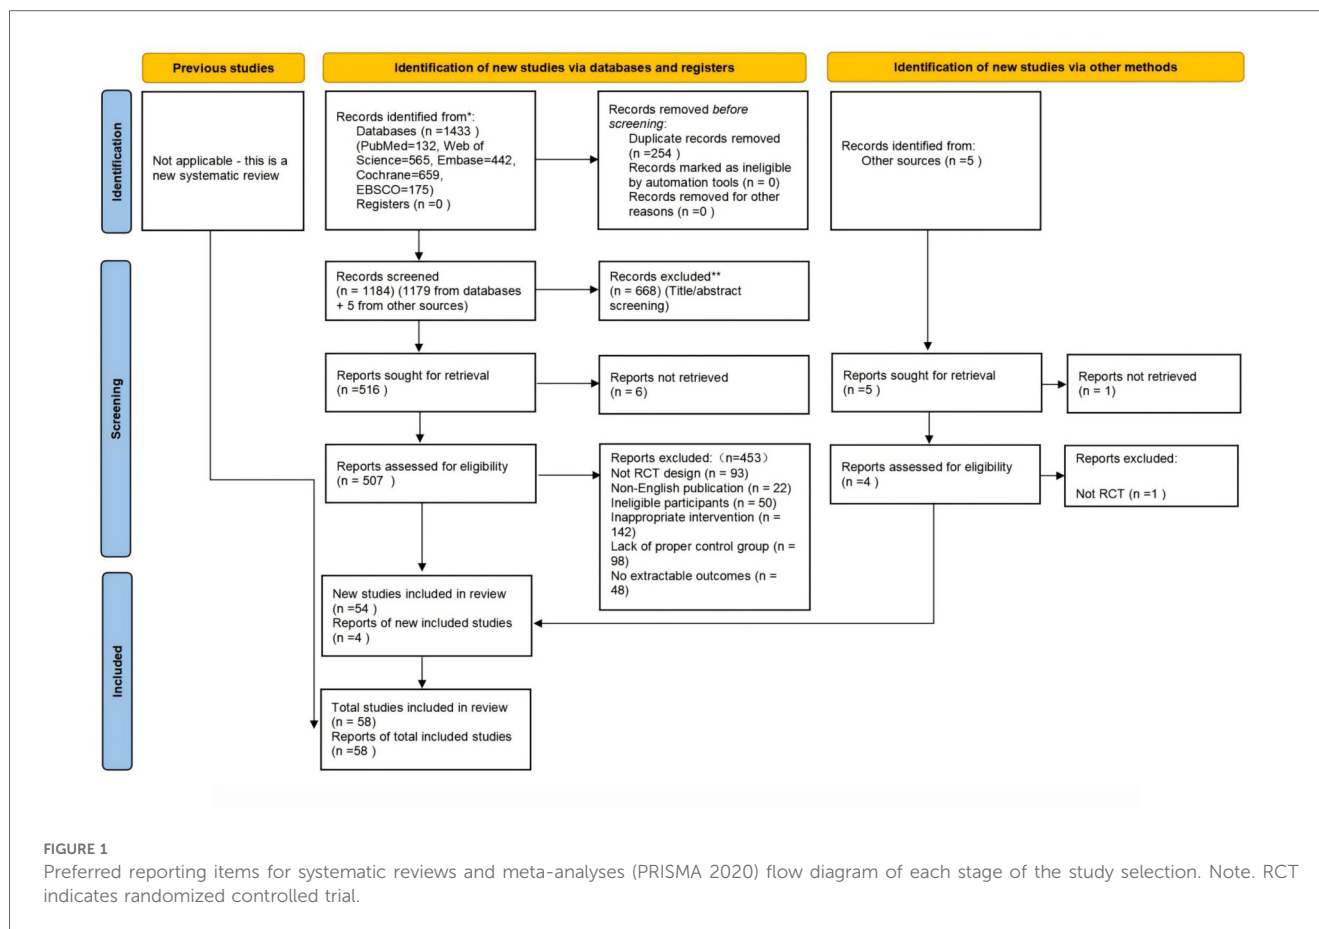 Previous studies
Identification of new studies via databases and registers
Identification of new studies via other methods
Identification
Not applicable - this is a
new systematic review
Records identified from*:
Databases (n =1433 )
(PubMed=132, Web of
Science=565, Embase=442,
Cochrane=659,
EBSCO=175)
Registers (n =0 )
Records removed before
screening:
Duplicate records removed
(n =254 )
Records marked as ineligible
by automation tools (n = 0)
Records removed for other
reasons (n =0 )
Records identified from:
Other sources (n =5 )
Screening
Records screened
(n = 1184) (1179 from databases
+ 5 from other sources)
Records excluded**
(n = 668) (Title/abstract
screening)
Reports sought for retrieval
(n =516 )
Reports not retrieved
(n = 6)
Reports sought for retrieval
(n =5 )
Reports not retrieved
(n = 1)
Reports assessed for eligibility
(n = 507 )
Reports excluded:（n=453）
Not RCT design (n = 93)
Non-English publication (n = 22)
Ineligible participants (n = 50)
Inappropriate intervention (n =
142)
Lack of proper control group (n =
98)
No extractable outcomes (n =
48)
Reports assessed for eligibility
(n =4 )
Reports excluded:
Not RCT (n =1 )
Included
New studies included in review
(n =54 )
Reports of new included studies
(n =4 )
Total studies included in review
(n = 58)
Reports of total included studies
(n =58 )
FIGURE 1
Preferred reporting items for systematic reviews and meta-analyses (PRISMA 2020) flow diagram of each stage of the study selection. Note. RCT
indicates randomized controlled trial.